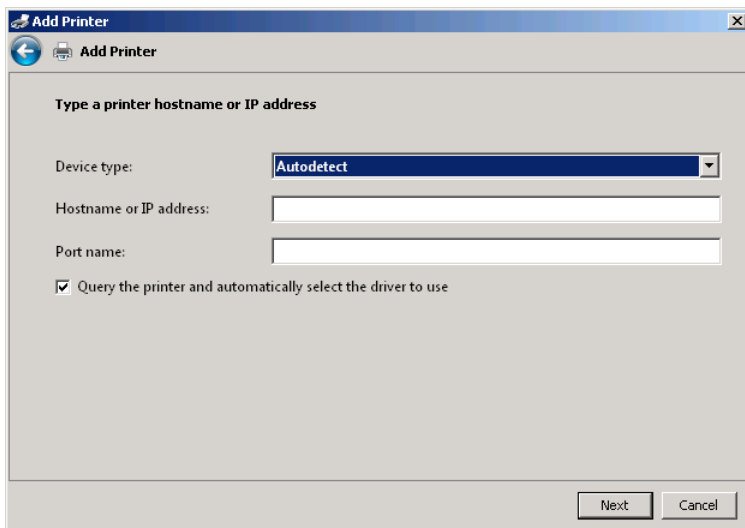 Add Printer
Add Printer
Type a printer hostname or IP address
Device type: Autodetect
Hostname or IP address:
Port name:
Query the printer and automatically select the driver to use
Next Cancel